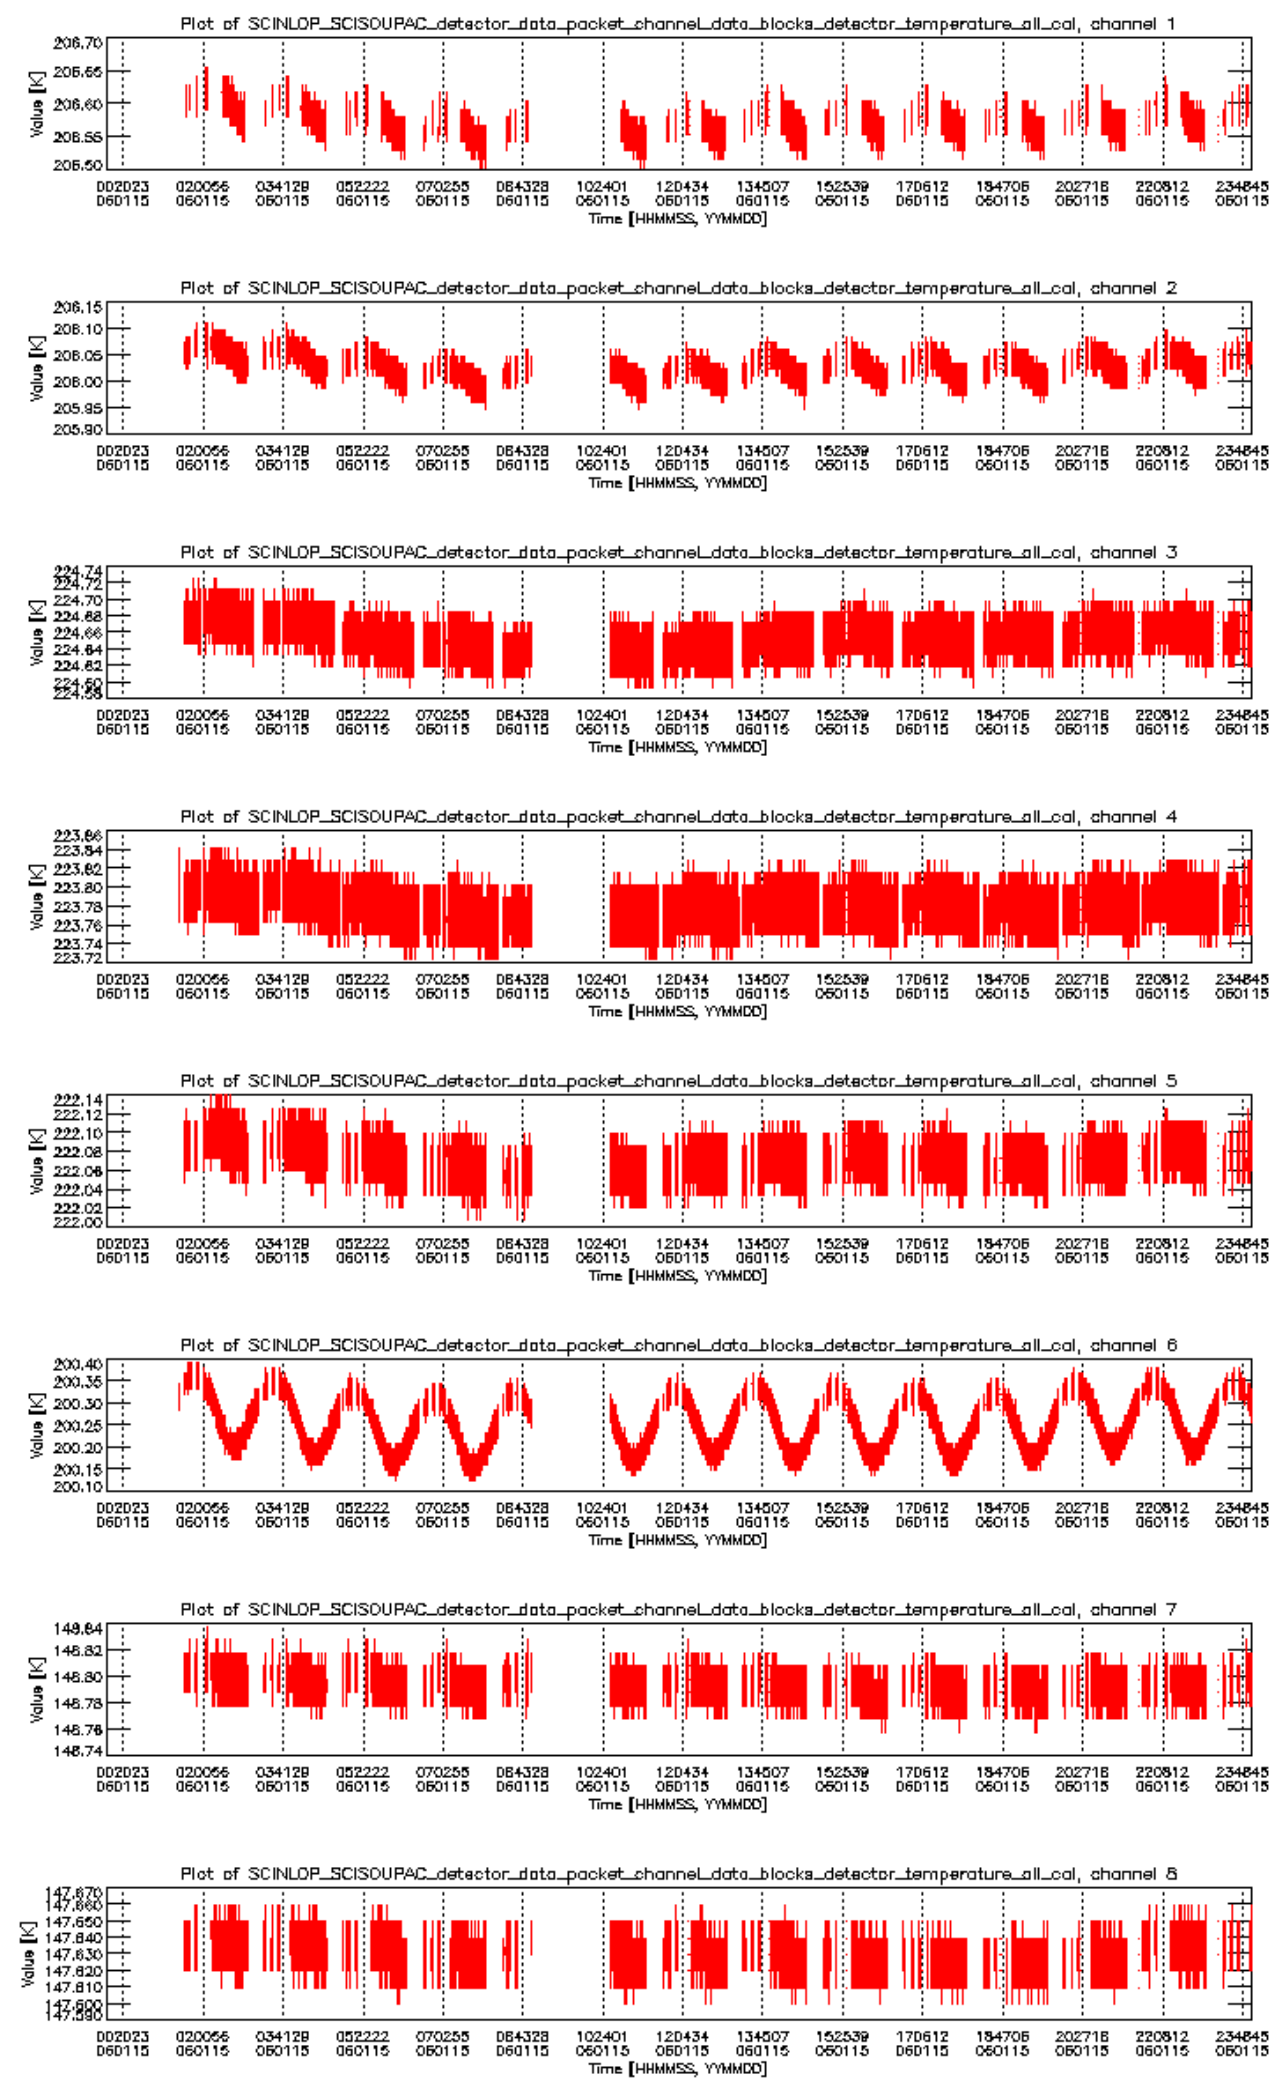 Plot of SCINLOP_SCISOUPAC_detector_data_packet_channel_data_blocks_detector_temperature_all_cal, channel 1
206.70
206.65
206.60
206.55
206.50
Value [K]
002023 020056 034129 052222 070255 084328 102401 120434 134507 152539 170612 184706 202718 220812 234845
060115 060115 060115 060115 060115 060115 060115 060115 060115 060115 060115 060115 060115 060115 060115
Time [HHMMSS, YYMMDD]
Plot of SCINLOP_SCISOUPAC_detector_data_packet_channel_data_blocks_detector_temperature_all_cal, channel 2
206.15
206.10
206.05
206.00
205.95
205.90
Value [K]
002023 020056 034129 052222 070255 084328 102401 120434 134507 152539 170612 184706 202718 220812 234845
060115 060115 060115 060115 060115 060115 060115 060115 060115 060115 060115 060115 060115 060115 060115
Time [HHMMSS, YYMMDD]
Plot of SCINLOP_SCISOUPAC_detector_data_packet_channel_data_blocks_detector_temperature_all_cal, channel 3
224.74
224.72
224.70
224.68
224.66
224.64
224.62
224.60
224.58
Value [K]
002023 020056 034129 052222 070255 084328 102401 120434 134507 152539 170612 184706 202718 220812 234845
060115 060115 060115 060115 060115 060115 060115 060115 060115 060115 060115 060115 060115 060115 060115
Time [HHMMSS, YYMMDD]
Plot of SCINLOP_SCISOUPAC_detector_data_packet_channel_data_blocks_detector_temperature_all_cal, channel 4
223.86
223.84
223.82
223.80
223.78
223.76
223.74
223.72
Value [K]
002023 020056 034129 052222 070255 084328 102401 120434 134507 152539 170612 184706 202718 220812 234845
060115 060115 060115 060115 060115 060115 060115 060115 060115 060115 060115 060115 060115 060115 060115
Time [HHMMSS, YYMMDD]
Plot of SCINLOP_SCISOUPAC_detector_data_packet_channel_data_blocks_detector_temperature_all_cal, channel 5
222.14
222.12
222.10
222.08
222.06
222.04
222.02
222.00
Value [K]
002023 020056 034129 052222 070255 084328 102401 120434 134507 152539 170612 184706 202718 220812 234845
060115 060115 060115 060115 060115 060115 060115 060115 060115 060115 060115 060115 060115 060115 060115
Time [HHMMSS, YYMMDD]
Plot of SCINLOP_SCISOUPAC_detector_data_packet_channel_data_blocks_detector_temperature_all_cal, channel 6
200.40
200.35
200.30
200.25
200.20
200.15
200.10
Value [K]
002023 020056 034129 052222 070255 084328 102401 120434 134507 152539 170612 184706 202718 220812 234845
060115 060115 060115 060115 060115 060115 060115 060115 060115 060115 060115 060115 060115 060115 060115
Time [HHMMSS, YYMMDD]
Plot of SCINLOP_SCISOUPAC_detector_data_packet_channel_data_blocks_detector_temperature_all_cal, channel 7
148.84
148.82
148.80
148.78
148.76
148.74
Value [K]
002023 020056 034129 052222 070255 084328 102401 120434 134507 152539 170612 184706 202718 220812 234845
060115 060115 060115 060115 060115 060115 060115 060115 060115 060115 060115 060115 060115 060115 060115
Time [HHMMSS, YYMMDD]
Plot of SCINLOP_SCISOUPAC_detector_data_packet_channel_data_blocks_detector_temperature_all_cal, channel 8
147.670
147.660
147.650
147.640
147.630
147.620
147.610
147.600
147.590
Value [K]
002023 020056 034129 052222 070255 084328 102401 120434 134507 152539 170612 184706 202718 220812 234845
060115 060115 060115 060115 060115 060115 060115 060115 060115 060115 060115 060115 060115 060115 060115
Time [HHMMSS, YYMMDD]